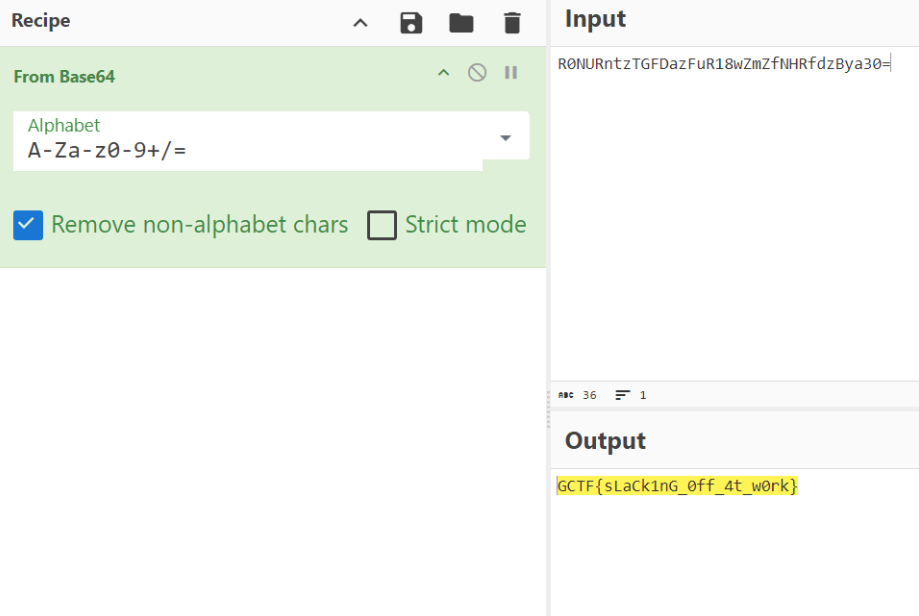 Recipe
From Base64
Alphabet
A-Za-z0-9+/=
Remove non-alphabet chars
Strict mode
Input
R0NURntzTGFDazFuR18wZmZfNHRfdzBya30=
ABC 36 1
Output
GCTF{sLaCk1nG_0ff_4t_w0rk}